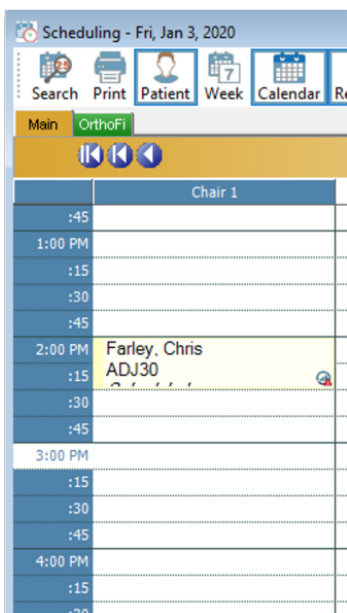 Scheduling - Fri, Jan 3, 2020
Search Print Patient Week Calendar
Main OrthoFi
Chair 1
:45
1:00 PM
:15
:30
:45
2:00 PM Farley, Chris
:15 ADJ30
:30
:45
3:00 PM
:15
:30
:45
4:00 PM
:15